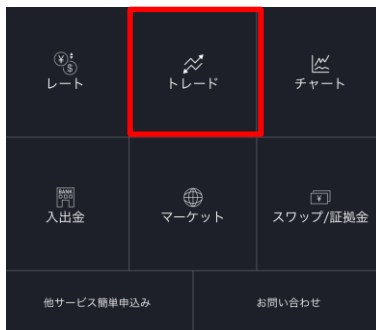 レート
トレード
チャート
BANK
入出金
マーケット
スワップ/証拠金
他サービス簡単申込み
お問い合わせ